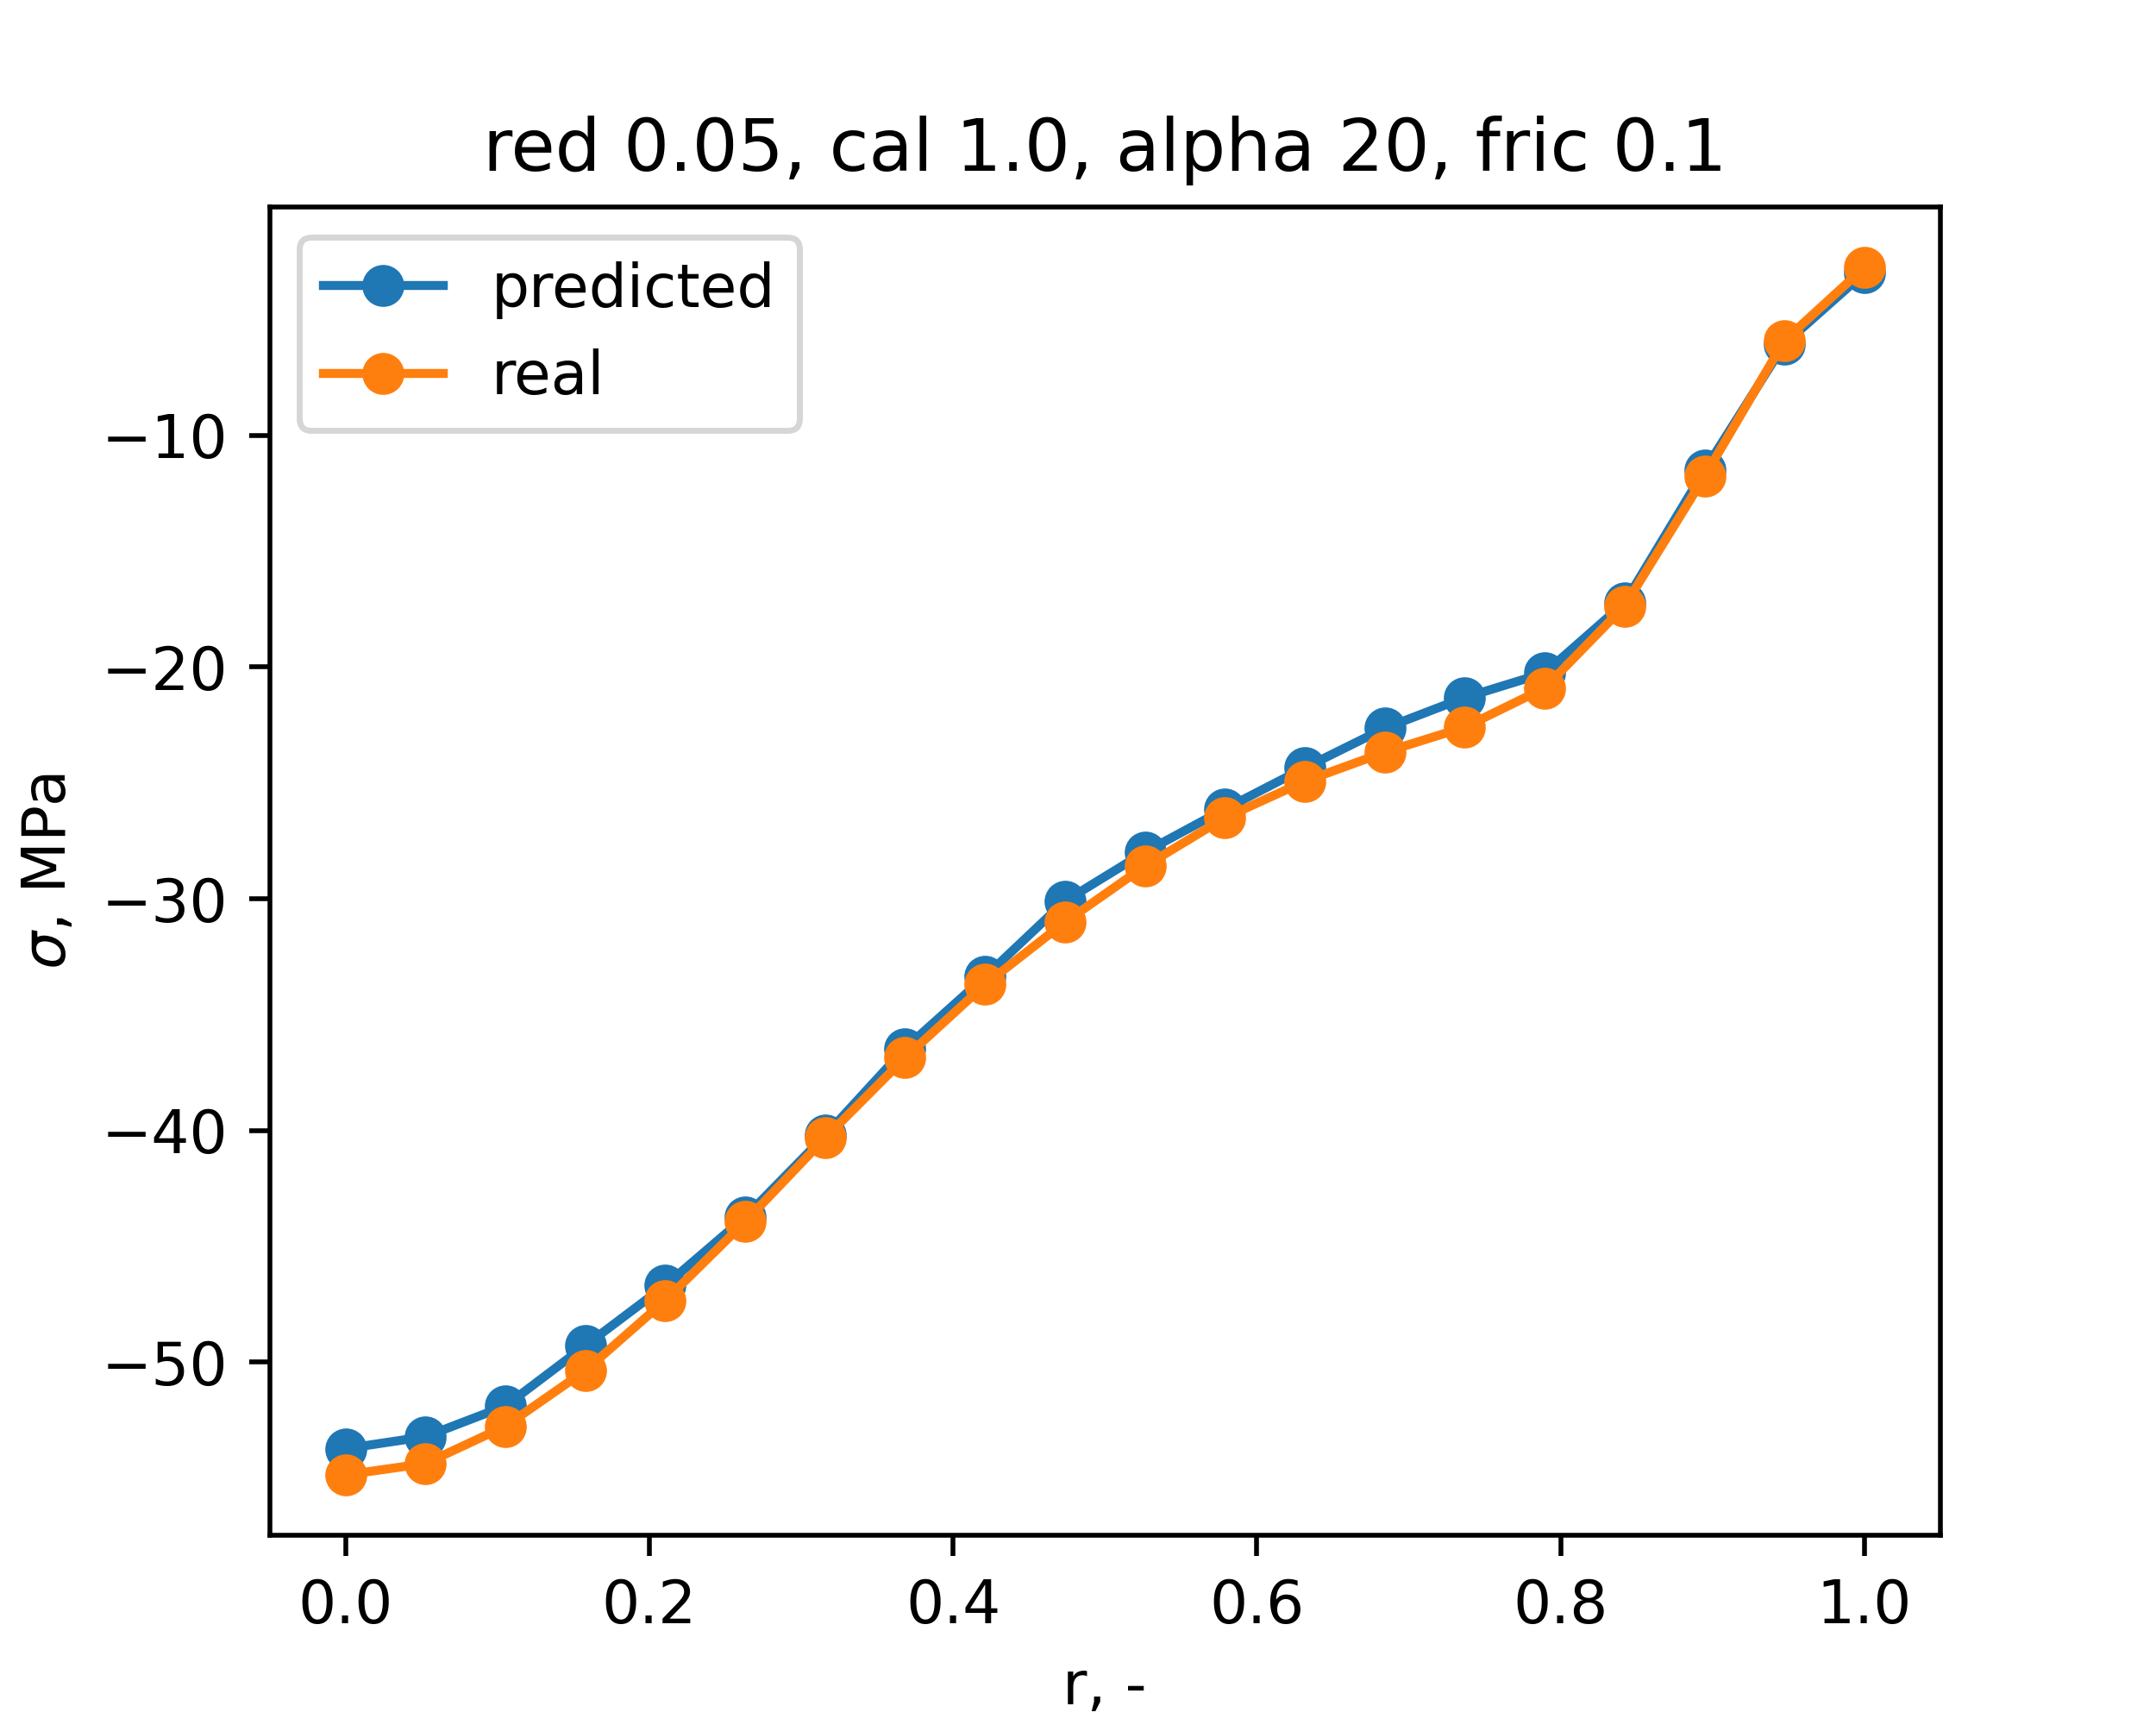 red 0.05, cal 1.0, alpha 20, fric 0.1
predicted
real
−10
−20
−30
−40
−50
σ, MPa
0.0 0.2 0.4 0.6 0.8 1.0
r, -